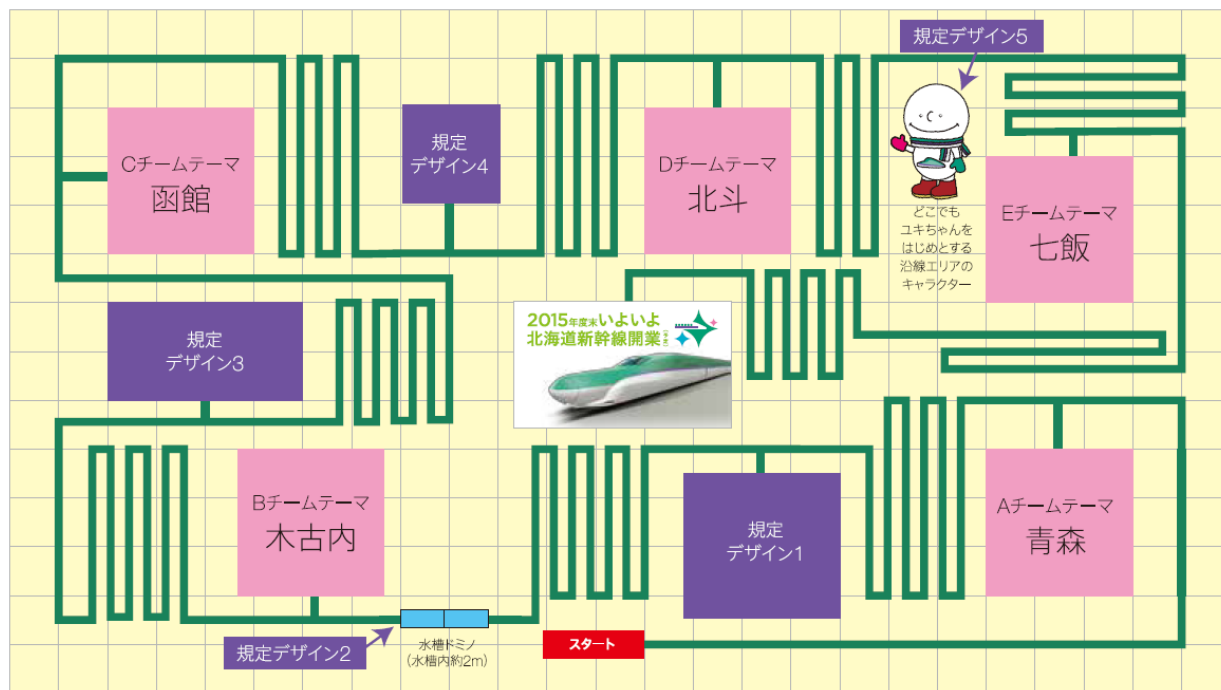 規定デザイン5
Cチームテーマ
函館
規定
デザイン4
Dチームテーマ
北斗
どこでも
ユキちゃんを
はじめとする
沿線エリアの
キャラクター
Eチームテーマ
七飯
規定
デザイン3
2015年度末いよいよ
北海道新幹線開業
Bチームテーマ
木古内
規定
デザイン1
Aチームテーマ
青森
規定デザイン2
水槽ドミノ
(水槽内約2m)
スタート